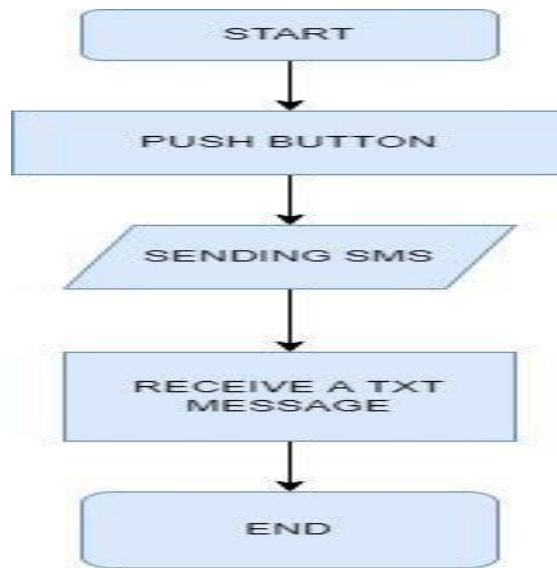 START
PUSH BUTTON
SENDING SMS
RECEIVE A TXT
MESSAGE
END